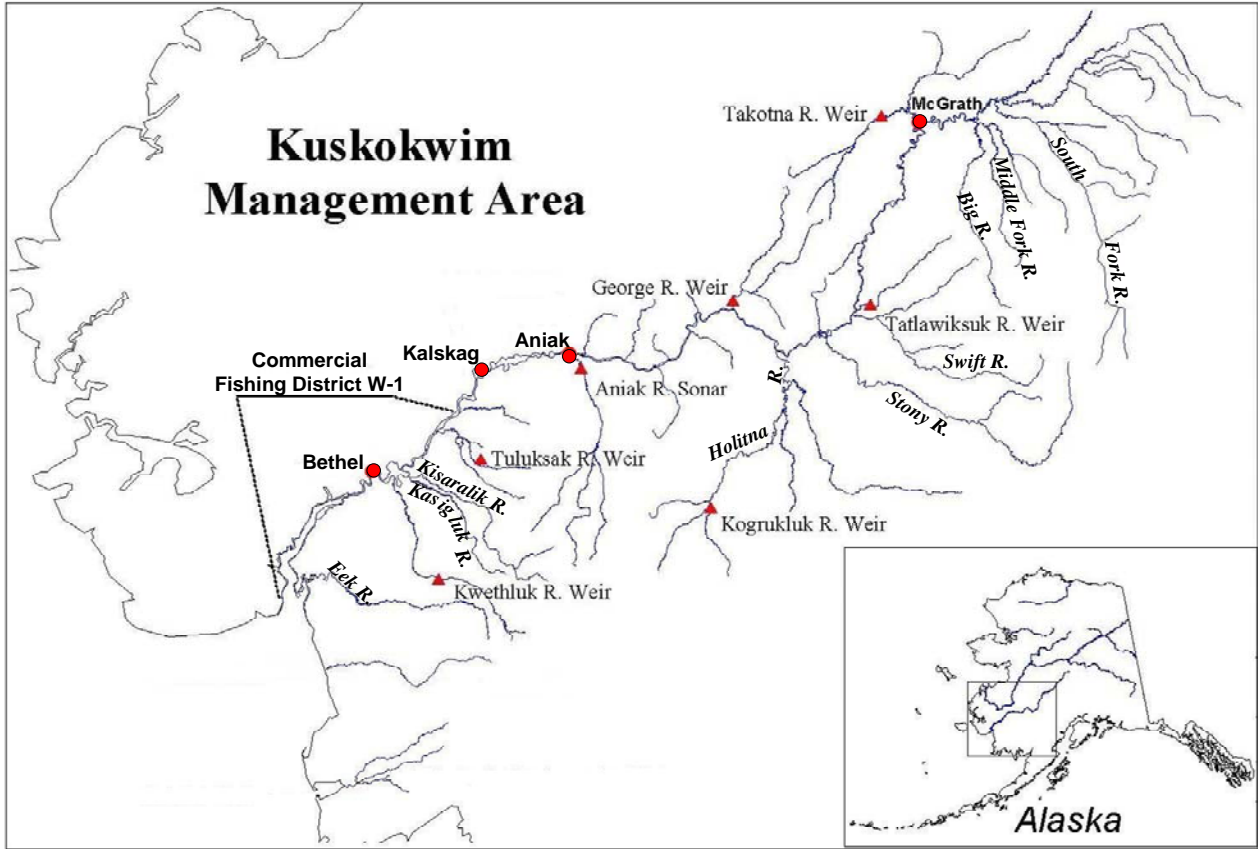 Kuskokwim
Management Area
Takotna R. Weir
McGrath
South
Fork R.
Middle Fork R.
Big R.
George R. Weir
Tatlawiksuk R. Weir
Swift R.
Stony R.
Aniak
Kalskag
Commercial
Fishing District W-1
Aniak R. Sonar
Holitna
R.
Bethel
Tuluksak R. Weir
Kisaralik R.
Kasigluk R.
Kogrukluk R. Weir
Eek R.
Kwethluk R. Weir
Alaska